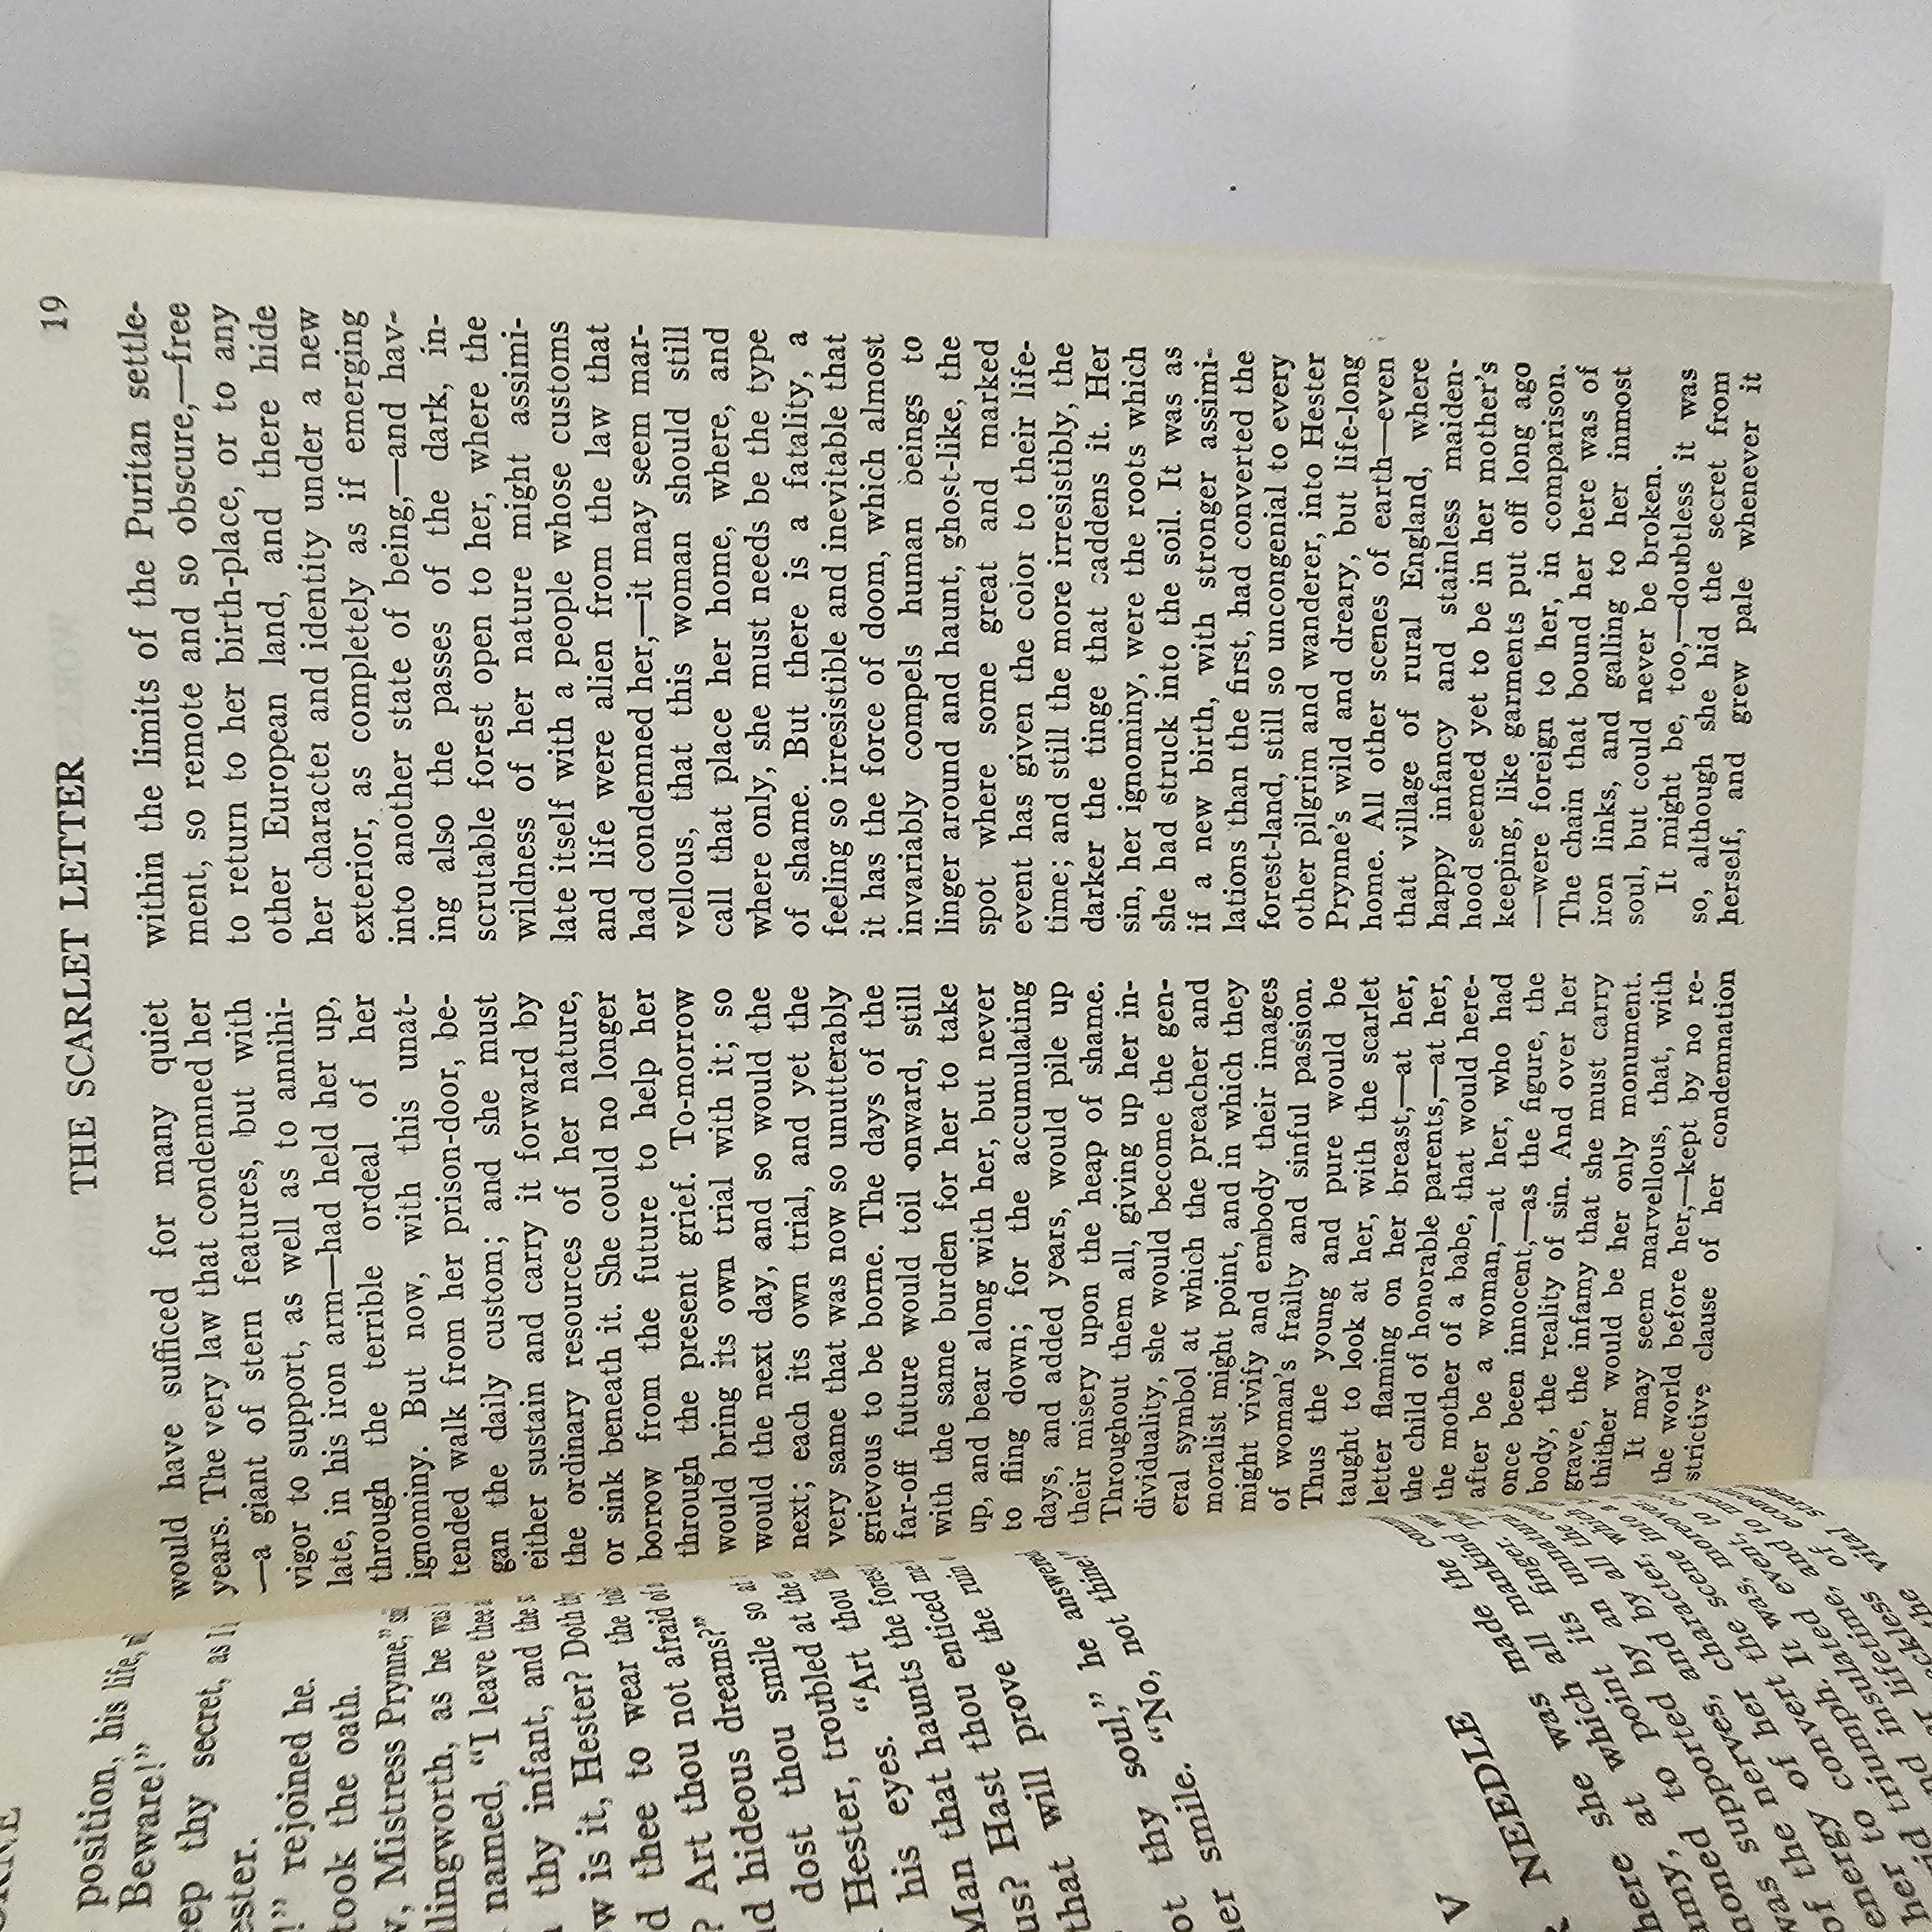 ORNE
position, his life,
Beware!"
thy secret, as
rejoined he.
took the oath.
Mistress Prynne,"
as he was
named, "I leave thee
thy infant, and the
is it, Hester? Doth
thee to wear the
? Art thou not afraid of
hideous dreams?"
dost thou smile so at
Hester, troubled at the
his eyes. "Art thou
Man that haunts the forest
us? Hast thou enticed me
that will prove the ruin
thy soul," he answered
smile. "No, not thine!"
V
NEEDLE
she was made the
at which all mankind
to point its finger.
was supported by an unnatural
of the nerves, and by all the
energy of her character, which
her to convert the scene into a
triumph. It was, moreover,
insulated event, to
lifetime, and to
of
the vital
THE SCARLET LETTER
19
would have sufficed for many quiet
years. The very law that condemned her
—a giant of stern features, but with
vigor to support, as well as to annihi-
late, in his iron arm—had held her up,
through the terrible ordeal of her
ignominy. But now, with this unat-
tended walk from her prison-door, be-
gan the daily custom; and she must
either sustain and carry it forward by
the ordinary resources of her nature,
or sink beneath it. She could no longer
borrow from the future to help her
through the present grief. To-morrow
would bring its own trial with it; so
would the next day, and so would the
next; each its own trial, and yet the
very same that was now so unutterably
grievous to be borne. The days of the
far-off future would toil onward, still
with the same burden for her to take
up, and bear along with her, but never
to fling down; for the accumulating
days, and added years, would pile up
their misery upon the heap of shame.
Throughout them all, giving up her in-
dividuality, she would become the gen-
eral symbol at which the preacher and
moralist might point, and in which they
might vivify and embody their images
of woman's frailty and sinful passion.
Thus the young and pure would be
taught to look at her, with the scarlet
letter flaming on her breast,—at her,
the child of honorable parents,—at her,
the mother of a babe, that would here-
after be a woman,—at her, who had
once been innocent,—as the figure, the
body, the reality of sin. And over her
grave, the infamy that she must carry
thither would be her only monument.
It may seem marvellous, that, with
the world before her,—kept by no re-
strictive clause of her condemnation
within the limits of the Puritan settle-
ment, so remote and so obscure,—free
to return to her birth-place, or to any
other European land, and there hide
her character and identity under a new
exterior, as completely as if emerging
into another state of being,—and hav-
ing also the passes of the dark, in-
scrutable forest open to her, where the
wildness of her nature might assimi-
late itself with a people whose customs
and life were alien from the law that
had condemned her,—it may seem mar-
vellous, that this woman should still
call that place her home, where, and
where only, she must needs be the type
of shame. But there is a fatality, a
feeling so irresistible and inevitable that
it has the force of doom, which almost
invariably compels human beings to
linger around and haunt, ghost-like, the
spot where some great and marked
event has given the color to their life-
time; and still the more irresistibly, the
darker the tinge that saddens it. Her
sin, her ignominy, were the roots which
she had struck into the soil. It was as
if a new birth, with stronger assimi-
lations than the first, had converted the
forest-land, still so uncongenial to every
other pilgrim and wanderer, into Hester
Prynne's wild and dreary, but life-long
home. All other scenes of earth—even
that village of rural England, where
happy infancy and stainless maiden-
hood seemed yet to be in her mother's
keeping, like garments put off long ago
—were foreign to her, in comparison.
The chain that bound her here was of
iron links, and galling to her inmost
soul, but could never be broken.
It might be, too,—doubtless it was
so, although she hid the secret from
herself, and grew pale whenever it